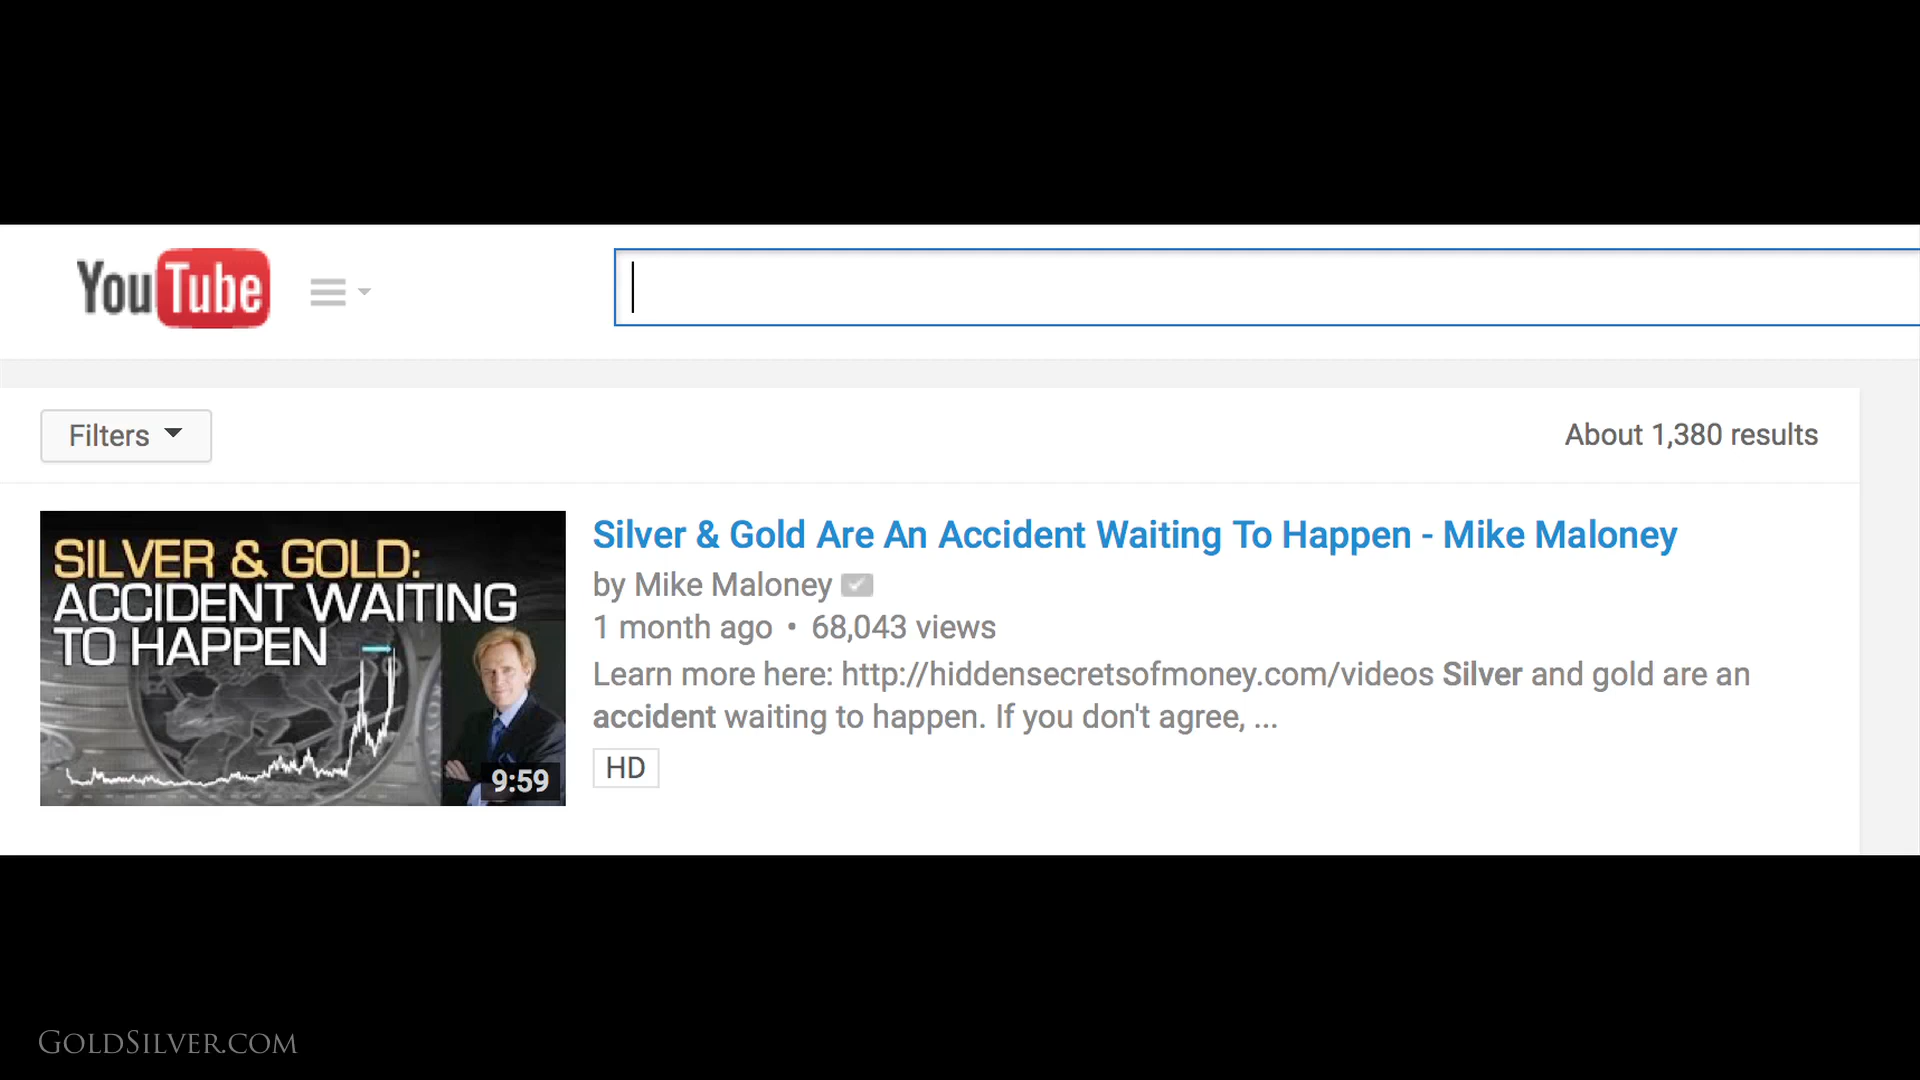 YouTube
Filters
About 1,380 results
SILVER & GOLD:
ACCIDENT WAITING
TO HAPPEN
9:59
Silver & Gold Are An Accident Waiting To Happen - Mike Maloney
by Mike Maloney
1 month ago • 68,043 views
Learn more here: http://hiddensecretsofmoney.com/videos Silver and gold are an
accident waiting to happen. If you don't agree, ...
HD
GOLDSILVER.COM